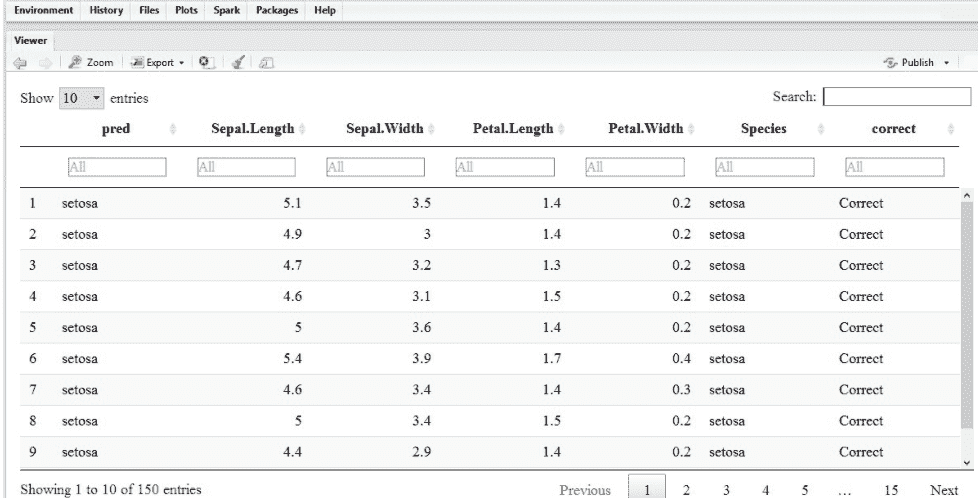 Environment History Files Plots Spark Packages Help
Viewer
Zoom Export Publish
Show 10 entries Search:
pred Sepal.Length Sepal.Width Petal.Length Petal.Width Species correct
All All All All All All All
1 setosa 5.1 3.5 1.4 0.2 setosa Correct
2 setosa 4.9 3 1.4 0.2 setosa Correct
3 setosa 4.7 3.2 1.3 0.2 setosa Correct
4 setosa 4.6 3.1 1.5 0.2 setosa Correct
5 setosa 5 3.6 1.4 0.2 setosa Correct
6 setosa 5.4 3.9 1.7 0.4 setosa Correct
7 setosa 4.6 3.4 1.4 0.3 setosa Correct
8 setosa 5 3.4 1.5 0.2 setosa Correct
9 setosa 4.4 2.9 1.4 0.2 setosa Correct
Showing 1 to 10 of 150 entries Previous 1 2 3 4 5 ... 15 Next